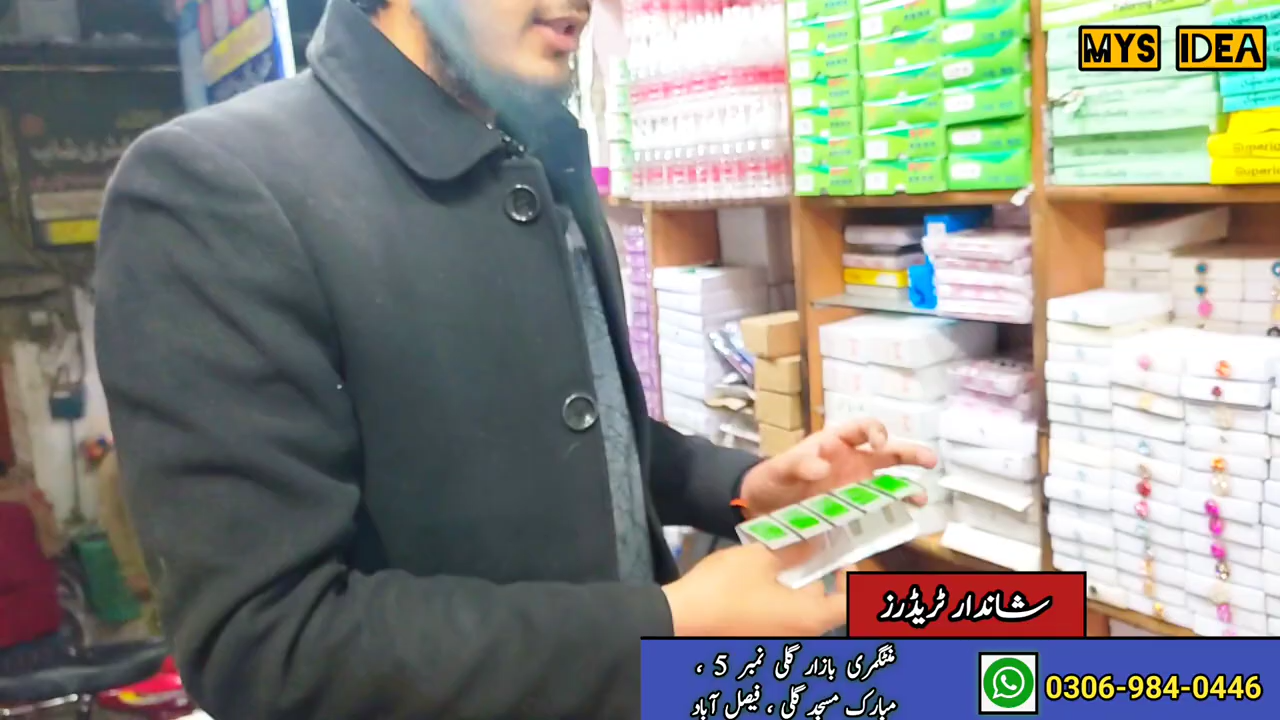 MYS IDEA
شاندار ٹریڈرز
منٹگمری بازار گلی نمبر 5 ،
مبارک مسجد گلی ، فیصل آباد
0306-984-0446